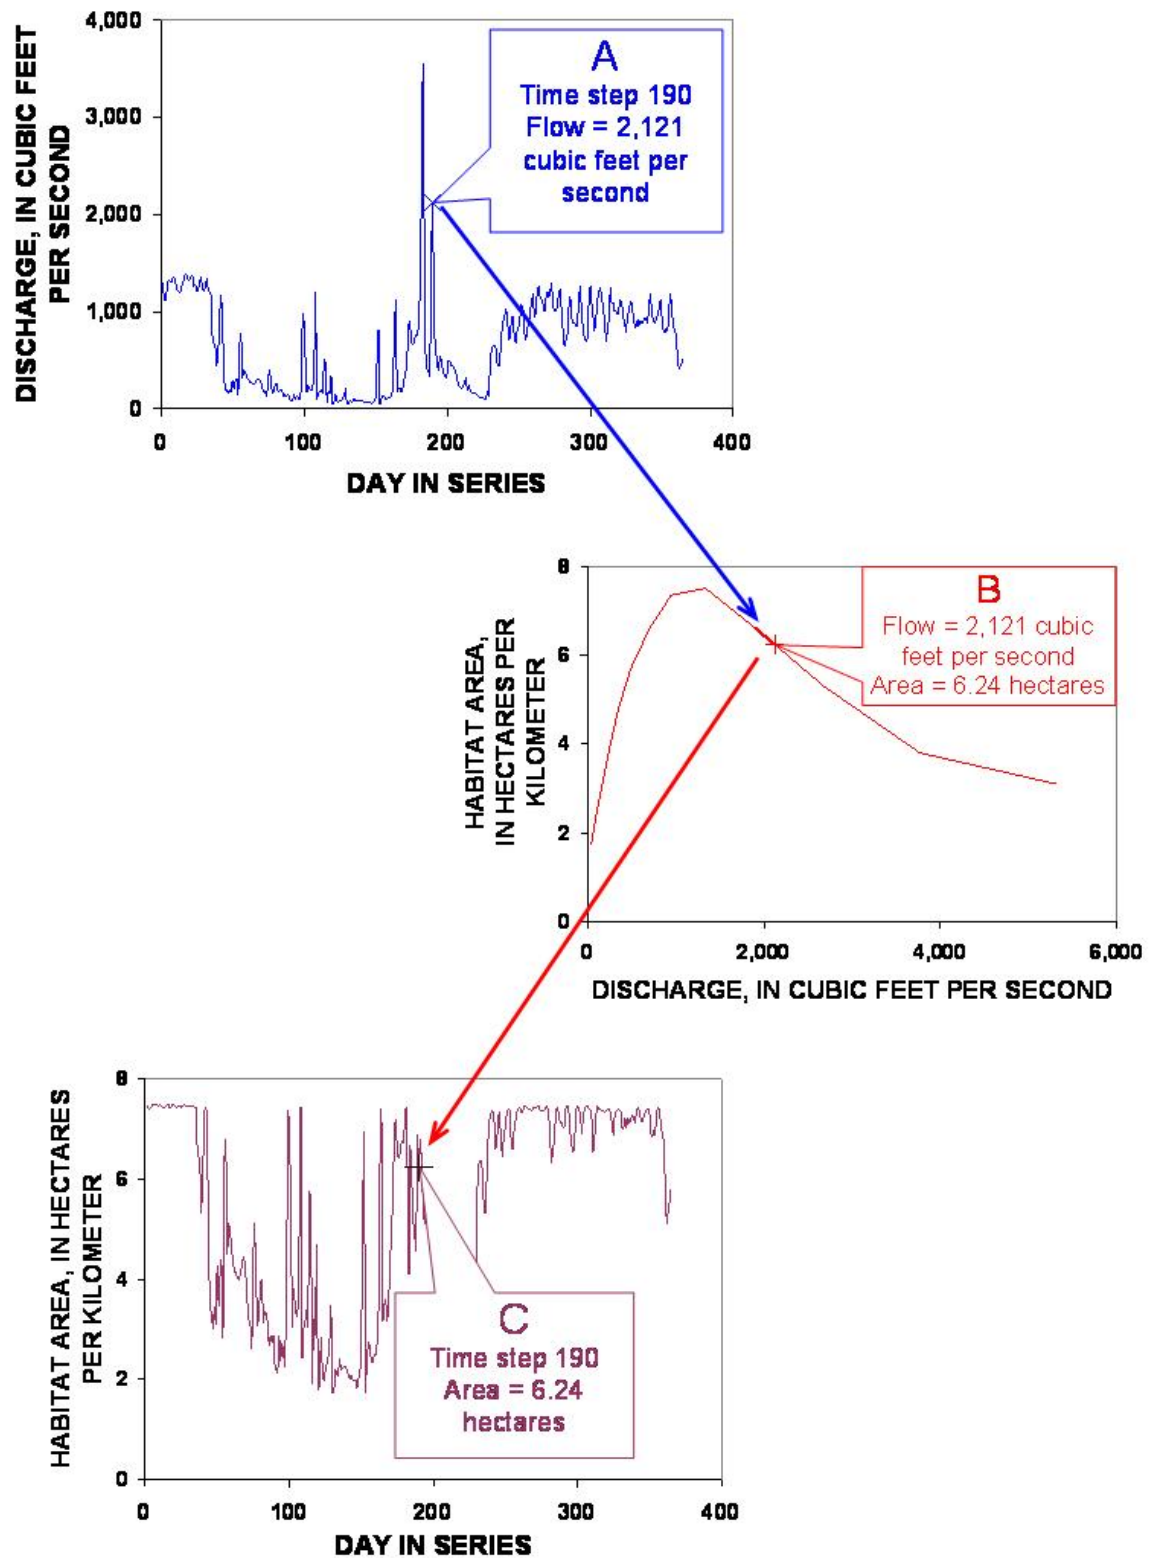 DISCHARGE, IN CUBIC FEET
PER SECOND
4,000
3,000
2,000
1,000
0
0 100 200 300 400
DAY IN SERIES
A
Time step 190
Flow = 2,121
cubic feet per
second
HABITAT AREA,
IN HECTARES PER
KILOMETER
8
6
4
2
0
0 2,000 4,000 6,000
DISCHARGE, IN CUBIC FEET PER SECOND
B
Flow = 2,121 cubic
feet per second
Area = 6.24 hectares
HABITAT AREA, IN HECTARES
PER KILOMETER
8
6
4
2
0
0 100 200 300 400
DAY IN SERIES
C
Time step 190
Area = 6.24
hectares